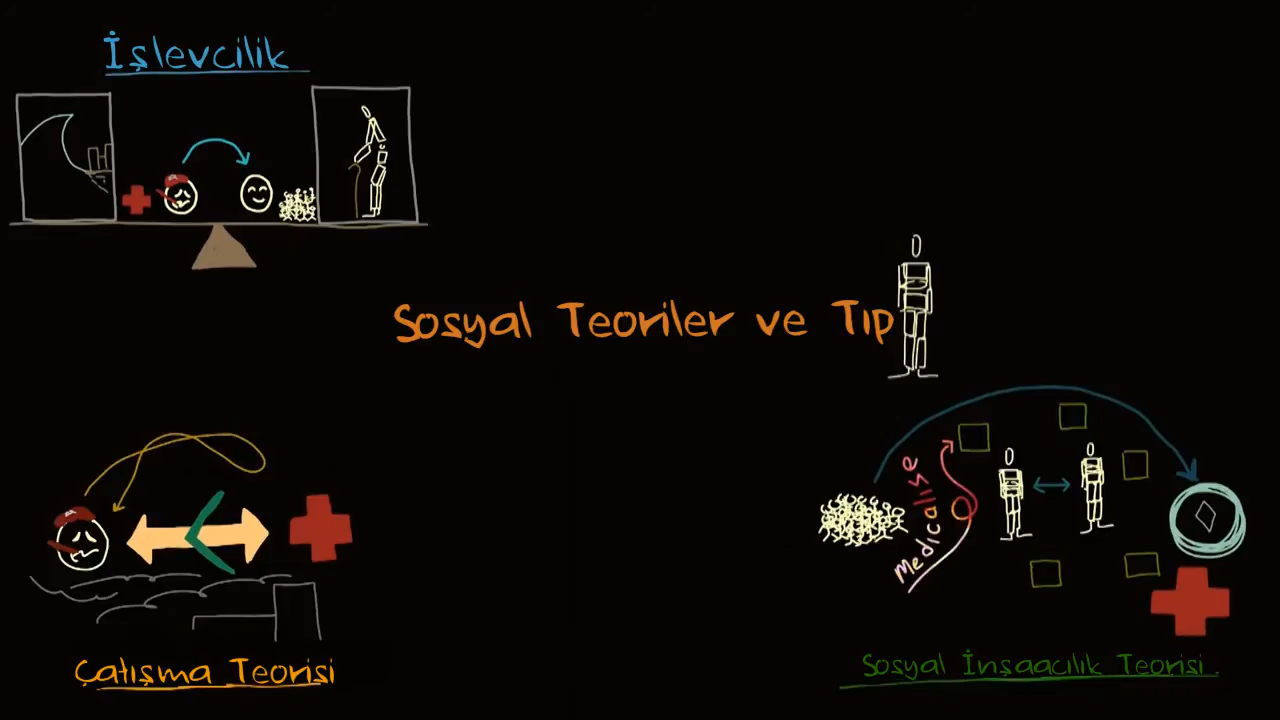 İşlevcilik
Sosyal Teoriler ve Tıp
Medicalise
Çatışma Teorisi
Sosyal İnşaacılık Teorisi